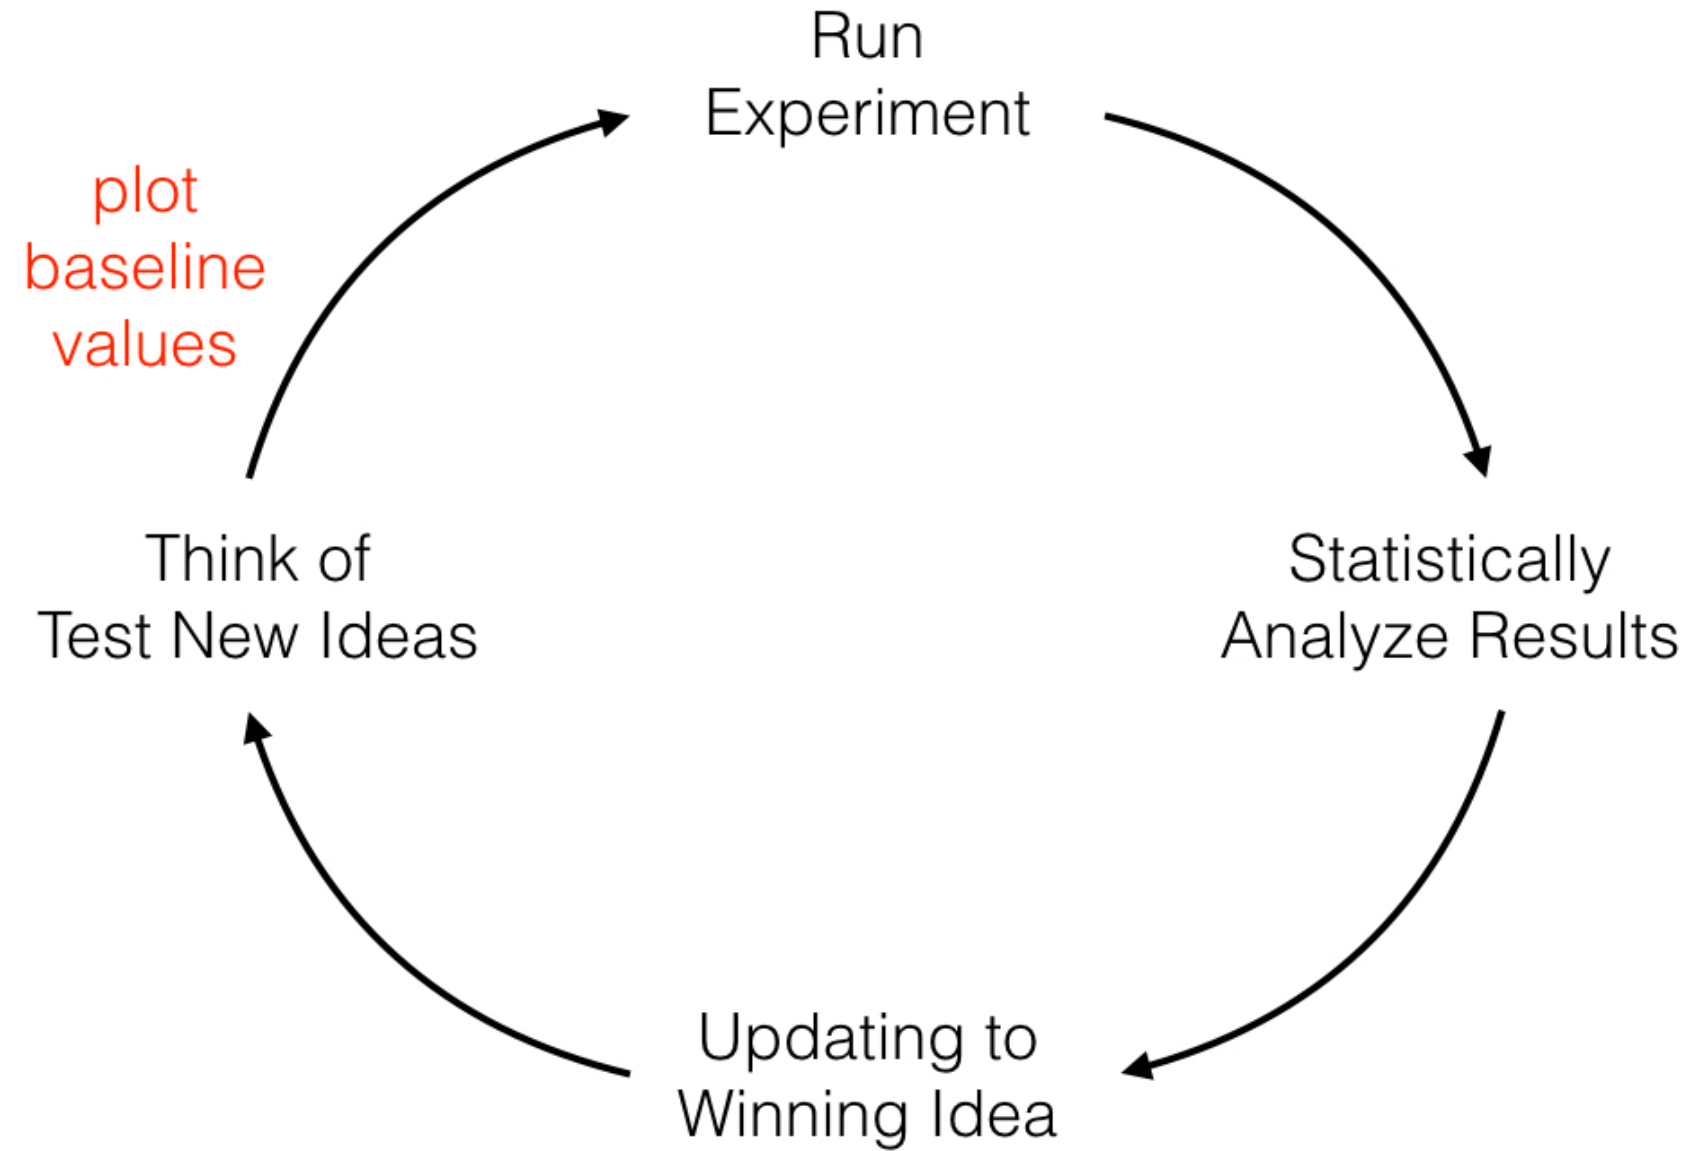 Run
Experiment
plot
baseline
values
Think of
Test New Ideas
Statistically
Analyze Results
Updating to
Winning Idea